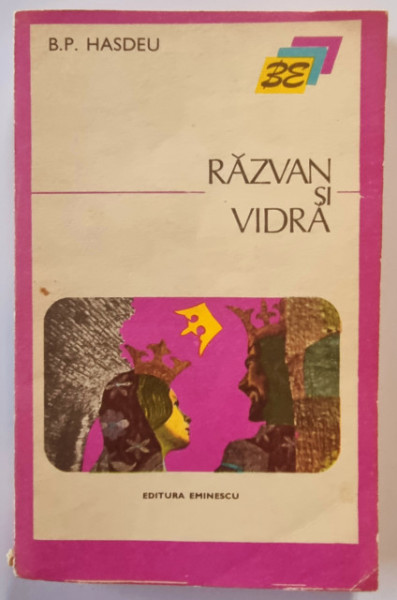 B.P. HASDEU
BE
RĂZVAN
ȘI
VIDRA
EDITURA EMINESCU